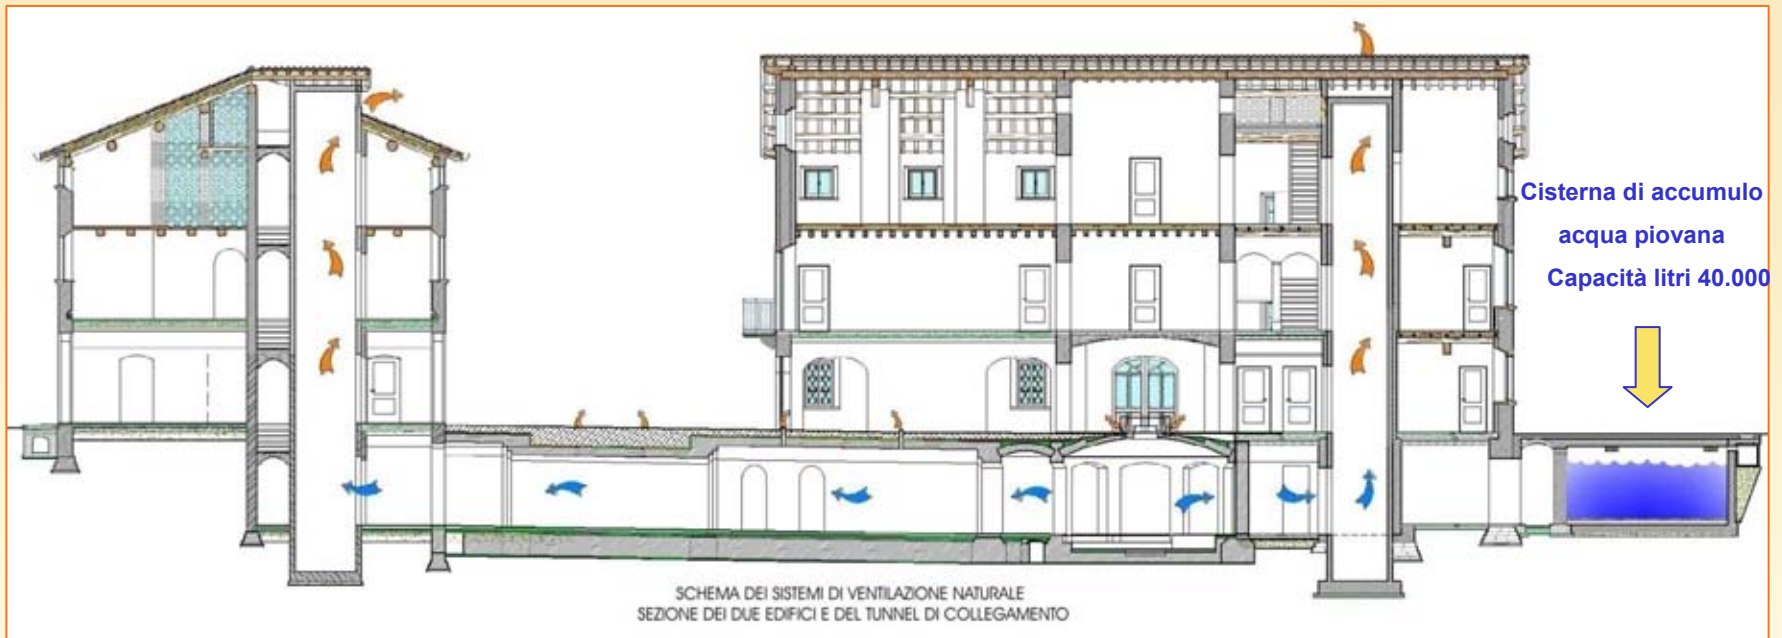 Cisterna di accumulo
acqua piovana
Capacità litri 40.000
SCHEMA DEI SISTEMI DI VENTILAZIONE NATURALE
SEZIONE DEI DUE EDIFICI E DEL TUNNEL DI COLLEGAMENTO